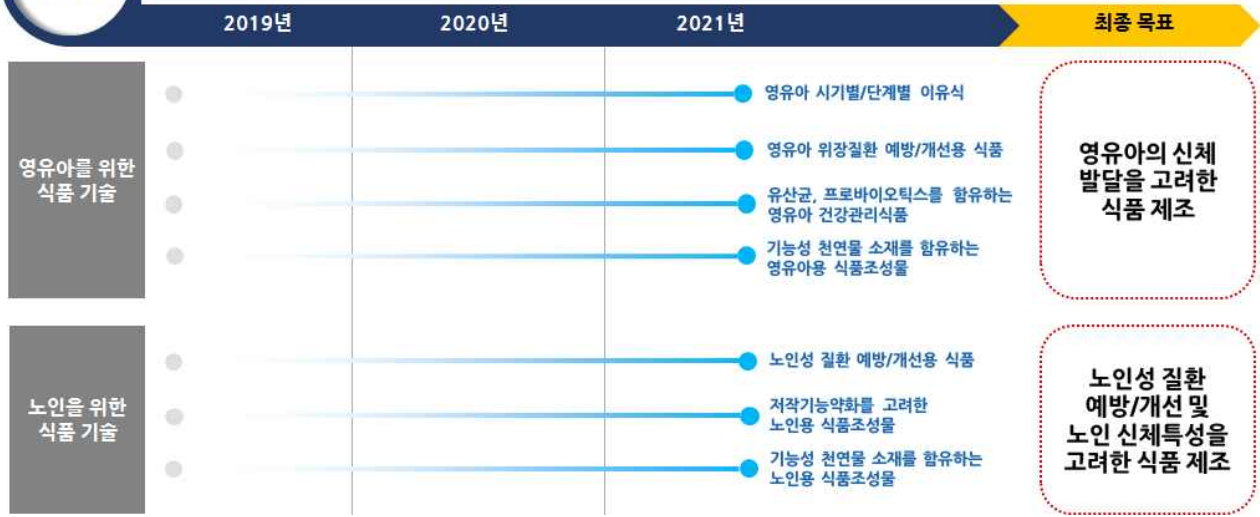 2019년 2020년 2021년 최종 목표
영유아를 위한
식품 기술
영유아 시기별/단계별 이유식
영유아 위장질환 예방/개선용 식품
유산균, 프로바이오틱스를 함유하는
영유아 건강관리식품
기능성 천연물 소재를 함유하는
영유아용 식품조성물
영유아의 신체
발달을 고려한
식품 제조
노인을 위한
식품 기술
노인성 질환 예방/개선용 식품
저작기능약화를 고려한
노인용 식품조성물
기능성 천연물 소재를 함유하는
노인용 식품조성물
노인성 질환
예방/개선 및
노인 신체특성을
고려한 식품 제조